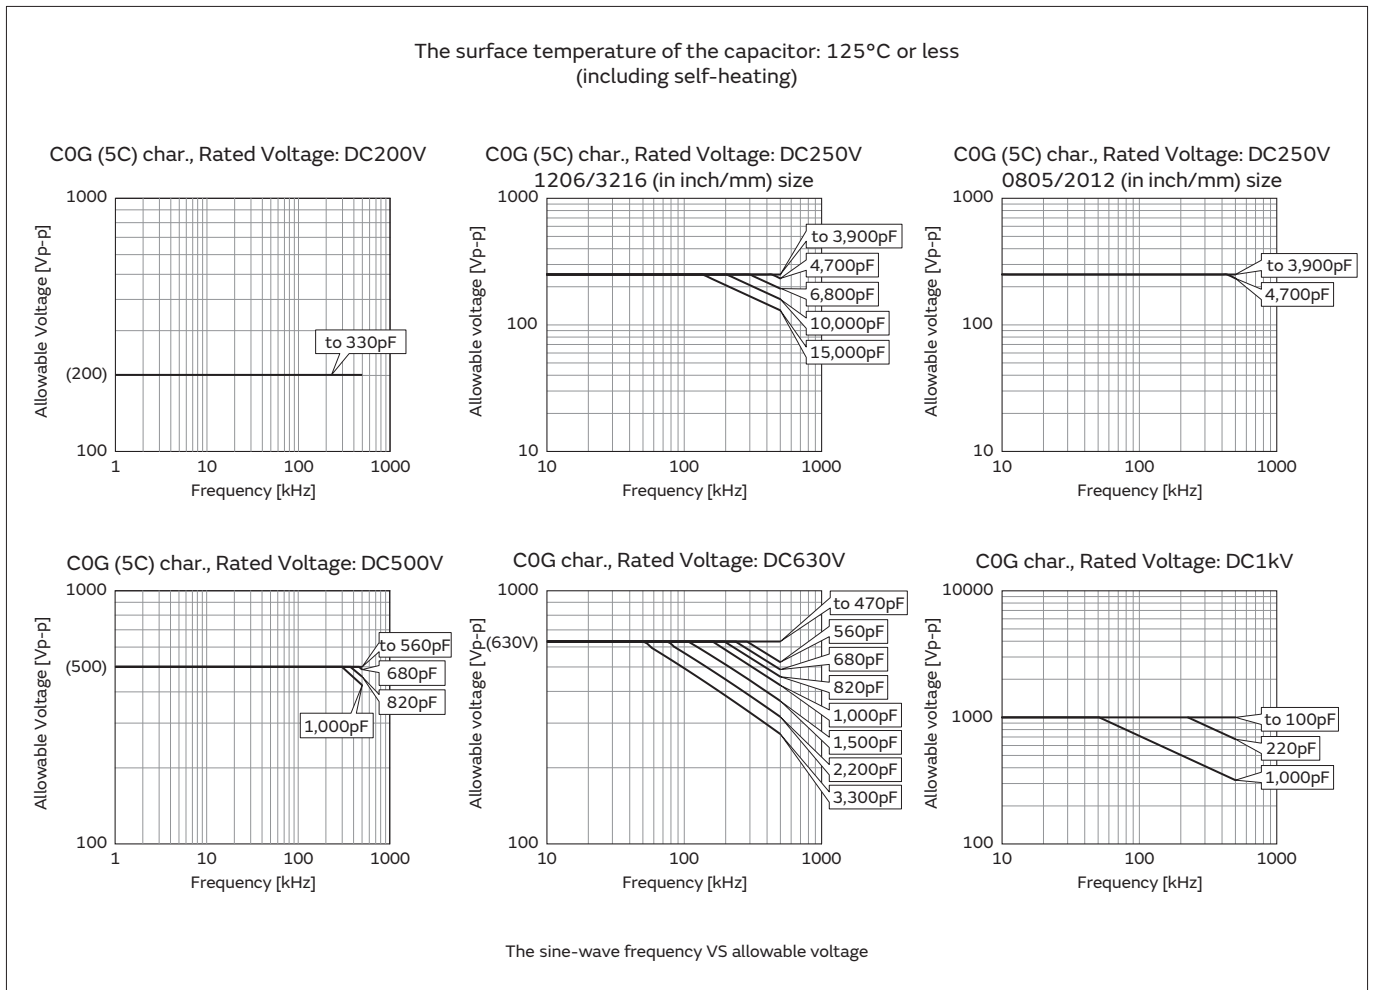 The surface temperature of the capacitor: 125°C or less
(including self-heating)
C0G (5C) char., Rated Voltage: DC200V
Allowable Voltage [Vp-p]
1000
(200)
100
to 330pF
1
10
100
1000
Frequency [kHz]
C0G (5C) char., Rated Voltage: DC250V
1206/3216 (in inch/mm) size
Allowable voltage [Vp-p]
1000
100
10
to 3,900pF
4,700pF
6,800pF
10,000pF
15,000pF
10
100
1000
Frequency [kHz]
C0G (5C) char., Rated Voltage: DC250V
0805/2012 (in inch/mm) size
Allowable voltage [Vp-p]
1000
100
10
to 3,900pF
4,700pF
10
100
1000
Frequency [kHz]
C0G (5C) char., Rated Voltage: DC500V
Allowable Voltage [Vp-p]
1000
(500)
100
to 560pF
680pF
820pF
1,000pF
1
10
100
1000
Frequency [kHz]
C0G char., Rated Voltage: DC630V
Allowable voltage [Vp-p]
1000
(630V)
100
to 470pF
560pF
680pF
820pF
1,000pF
1,500pF
2,200pF
3,300pF
10
100
1000
Frequency [kHz]
C0G char., Rated Voltage: DC1kV
Allowable voltage [Vp-p]
10000
1000
100
to 100pF
220pF
1,000pF
10
100
1000
Frequency [kHz]
The sine-wave frequency VS allowable voltage